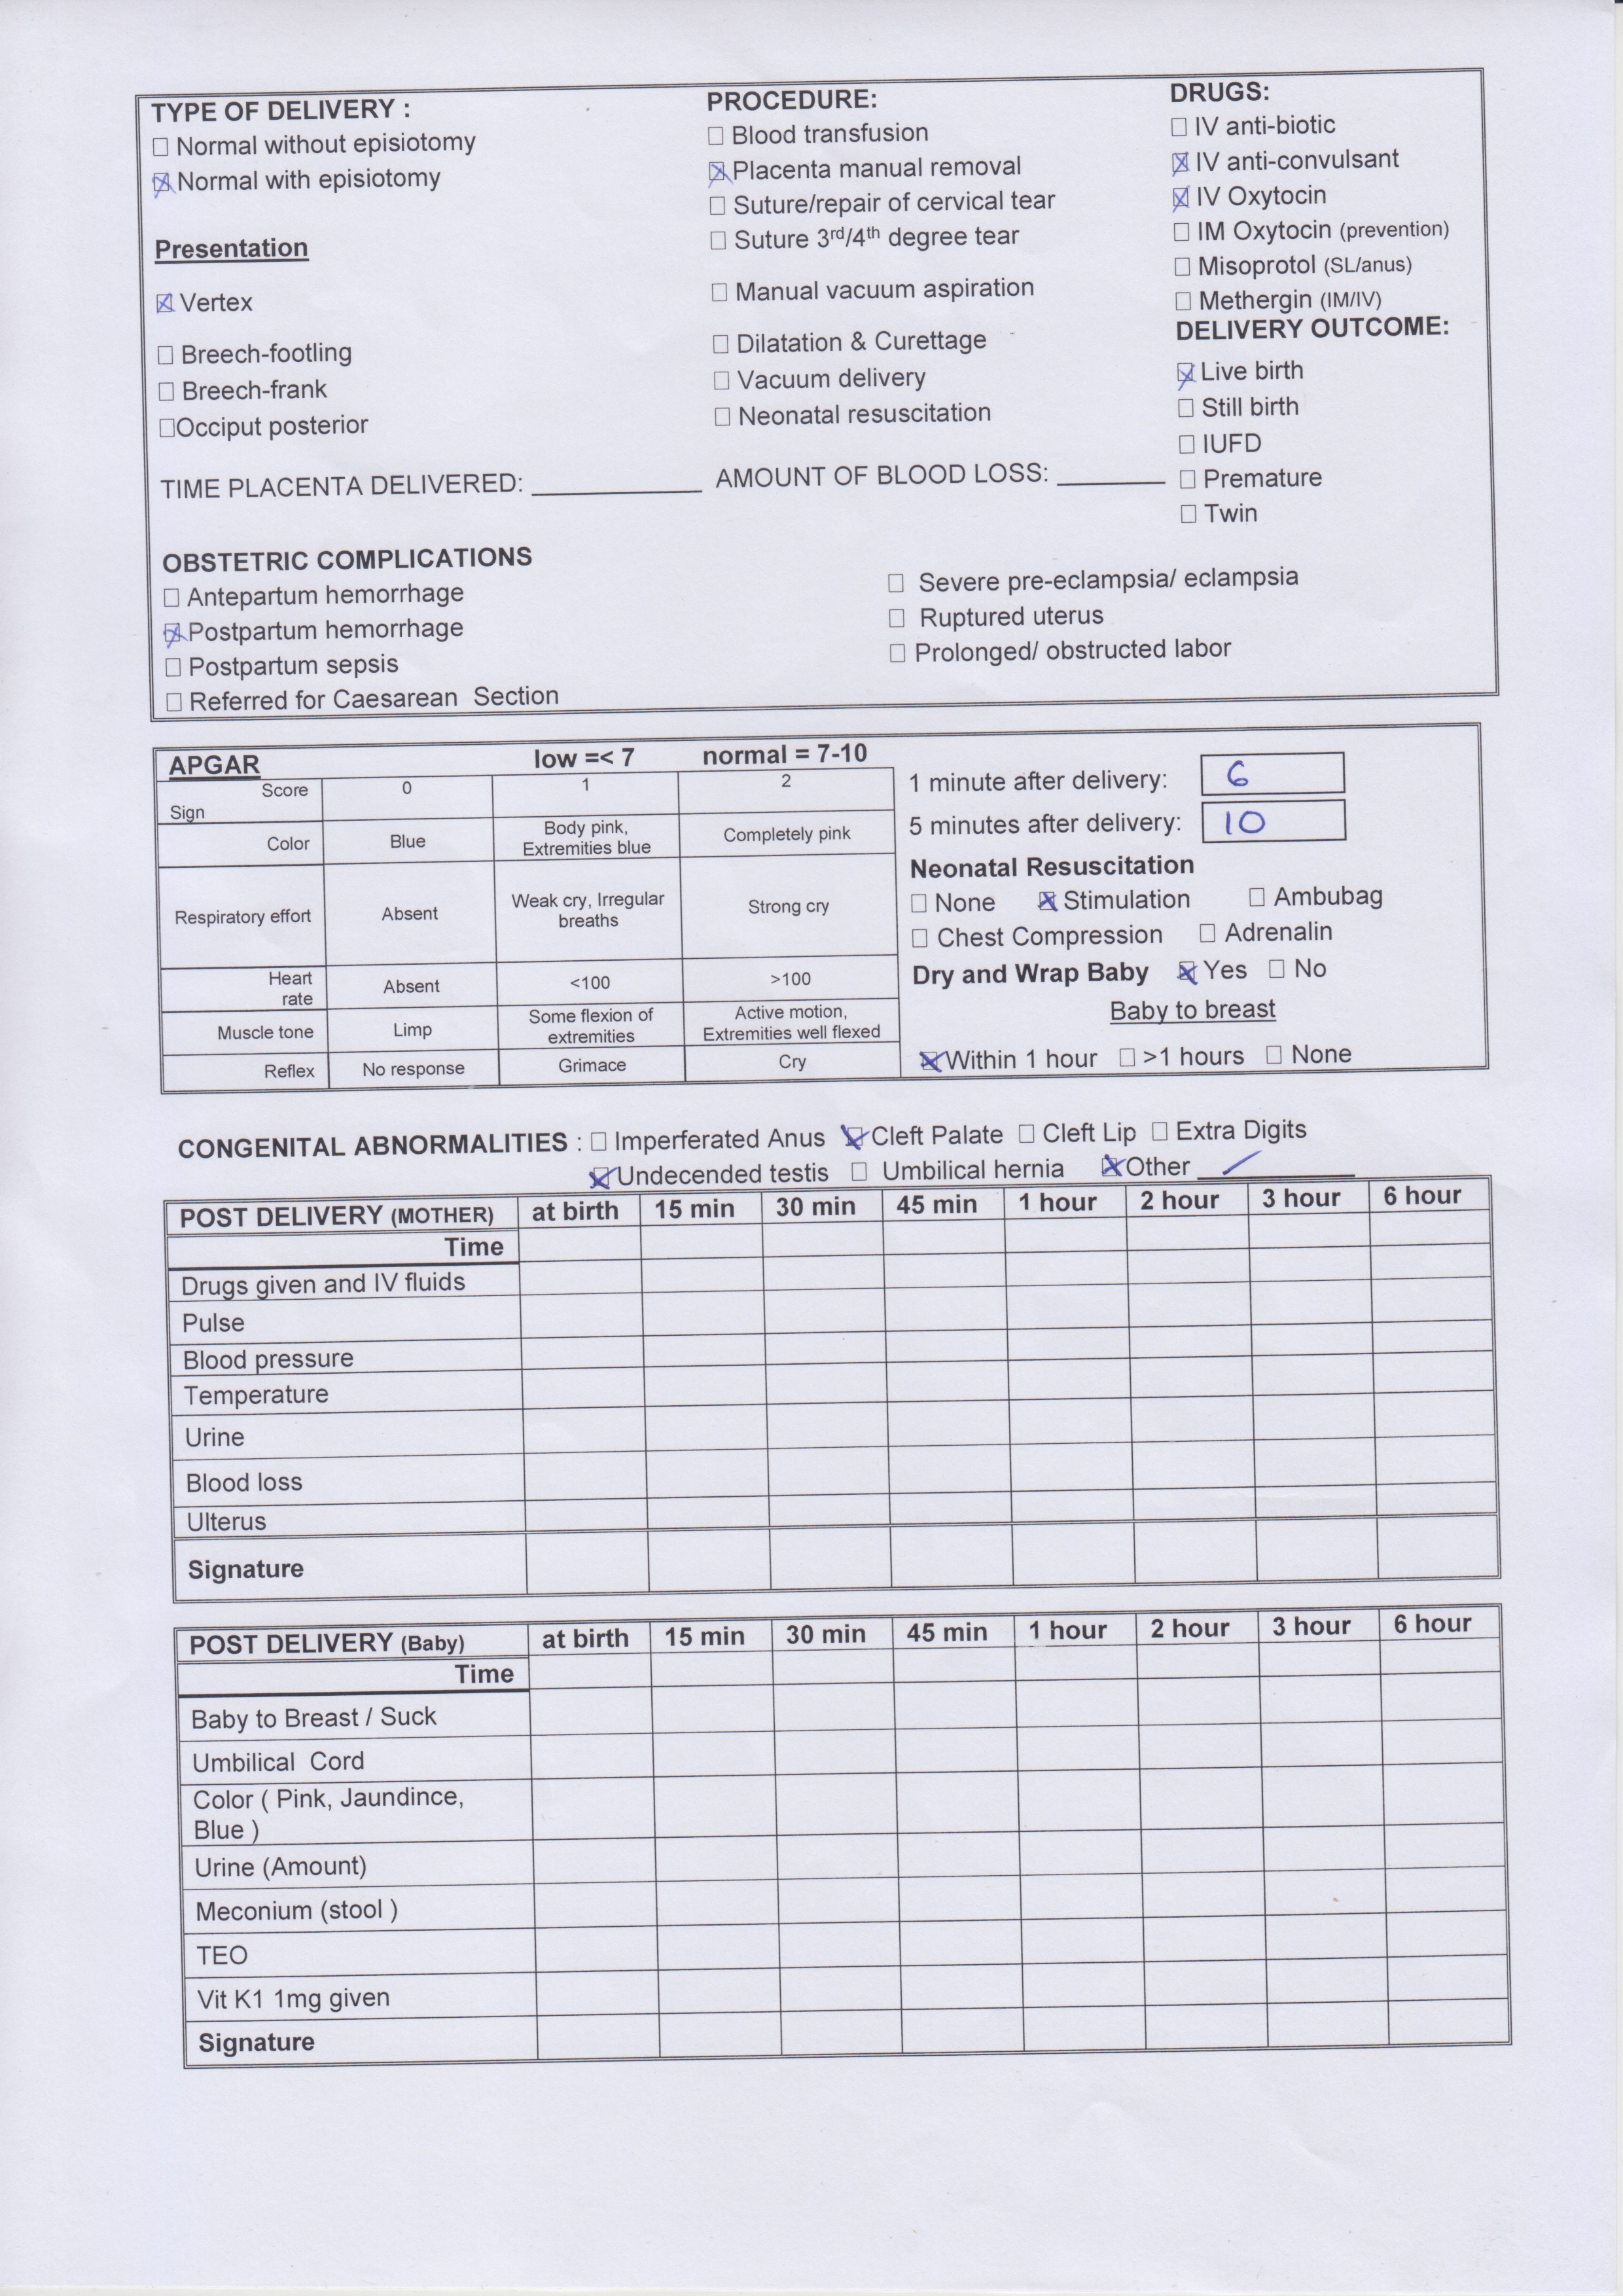 TYPE OF DELIVERY :
☐ Normal without episiotomy
☒ Normal with episiotomy
Presentation
☒ Vertex
☐ Breech-footling
☐ Breech-frank
☐Occiput posterior
PROCEDURE:
☐ Blood transfusion
☒ Placenta manual removal
☐ Suture/repair of cervical tear
☐ Suture 3rd/4th degree tear
☐ Manual vacuum aspiration
☐ Dilatation & Curettage
☐ Vacuum delivery
☐ Neonatal resuscitation
DRUGS:
☐ IV anti-biotic
☒ IV anti-convulsant
☒ IV Oxytocin
☐ IM Oxytocin (prevention)
☐ Misoprotol (SL/anus)
☐ Methergin (IM/IV)
DELIVERY OUTCOME:
☒ Live birth
☐ Still birth
☐ IUFD
☐ Premature
☐ Twin
TIME PLACENTA DELIVERED: ____________ AMOUNT OF BLOOD LOSS: ________
OBSTETRIC COMPLICATIONS
☐ Antepartum hemorrhage
☒ Postpartum hemorrhage
☐ Postpartum sepsis
☐ Referred for Caesarean Section
☐ Severe pre-eclampsia/ eclampsia
☐ Ruptured uterus
☐ Prolonged/ obstructed labor
APGAR low =< 7 normal = 7-10
Score 0 1 2
Sign
Color Blue Body pink, Extremities blue Completely pink
Respiratory effort Absent Weak cry, Irregular breaths Strong cry
Heart rate Absent <100 >100
Muscle tone Limp Some flexion of extremities Active motion, Extremities well flexed
Reflex No response Grimace Cry
1 minute after delivery: 6
5 minutes after delivery: 10
Neonatal Resuscitation
☐ None ☒ Stimulation ☐ Ambubag
☐ Chest Compression ☐ Adrenalin
Dry and Wrap Baby ☒ Yes ☐ No
Baby to breast
☒ Within 1 hour ☐ >1 hours ☐ None
CONGENITAL ABNORMALITIES : ☐ Imperferated Anus ☒ Cleft Palate ☐ Cleft Lip ☐ Extra Digits
☒ Undecended testis ☐ Umbilical hernia ☒ Other ____________
POST DELIVERY (MOTHER) at birth 15 min 30 min 45 min 1 hour 2 hour 3 hour 6 hour
Time
Drugs given and IV fluids
Pulse
Blood pressure
Temperature
Urine
Blood loss
Ulterus
Signature
POST DELIVERY (Baby) at birth 15 min 30 min 45 min 1 hour 2 hour 3 hour 6 hour
Time
Baby to Breast / Suck
Umbilical Cord
Color ( Pink, Jaundince,
Blue )
Urine (Amount)
Meconium (stool )
TEO
Vit K1 1mg given
Signature